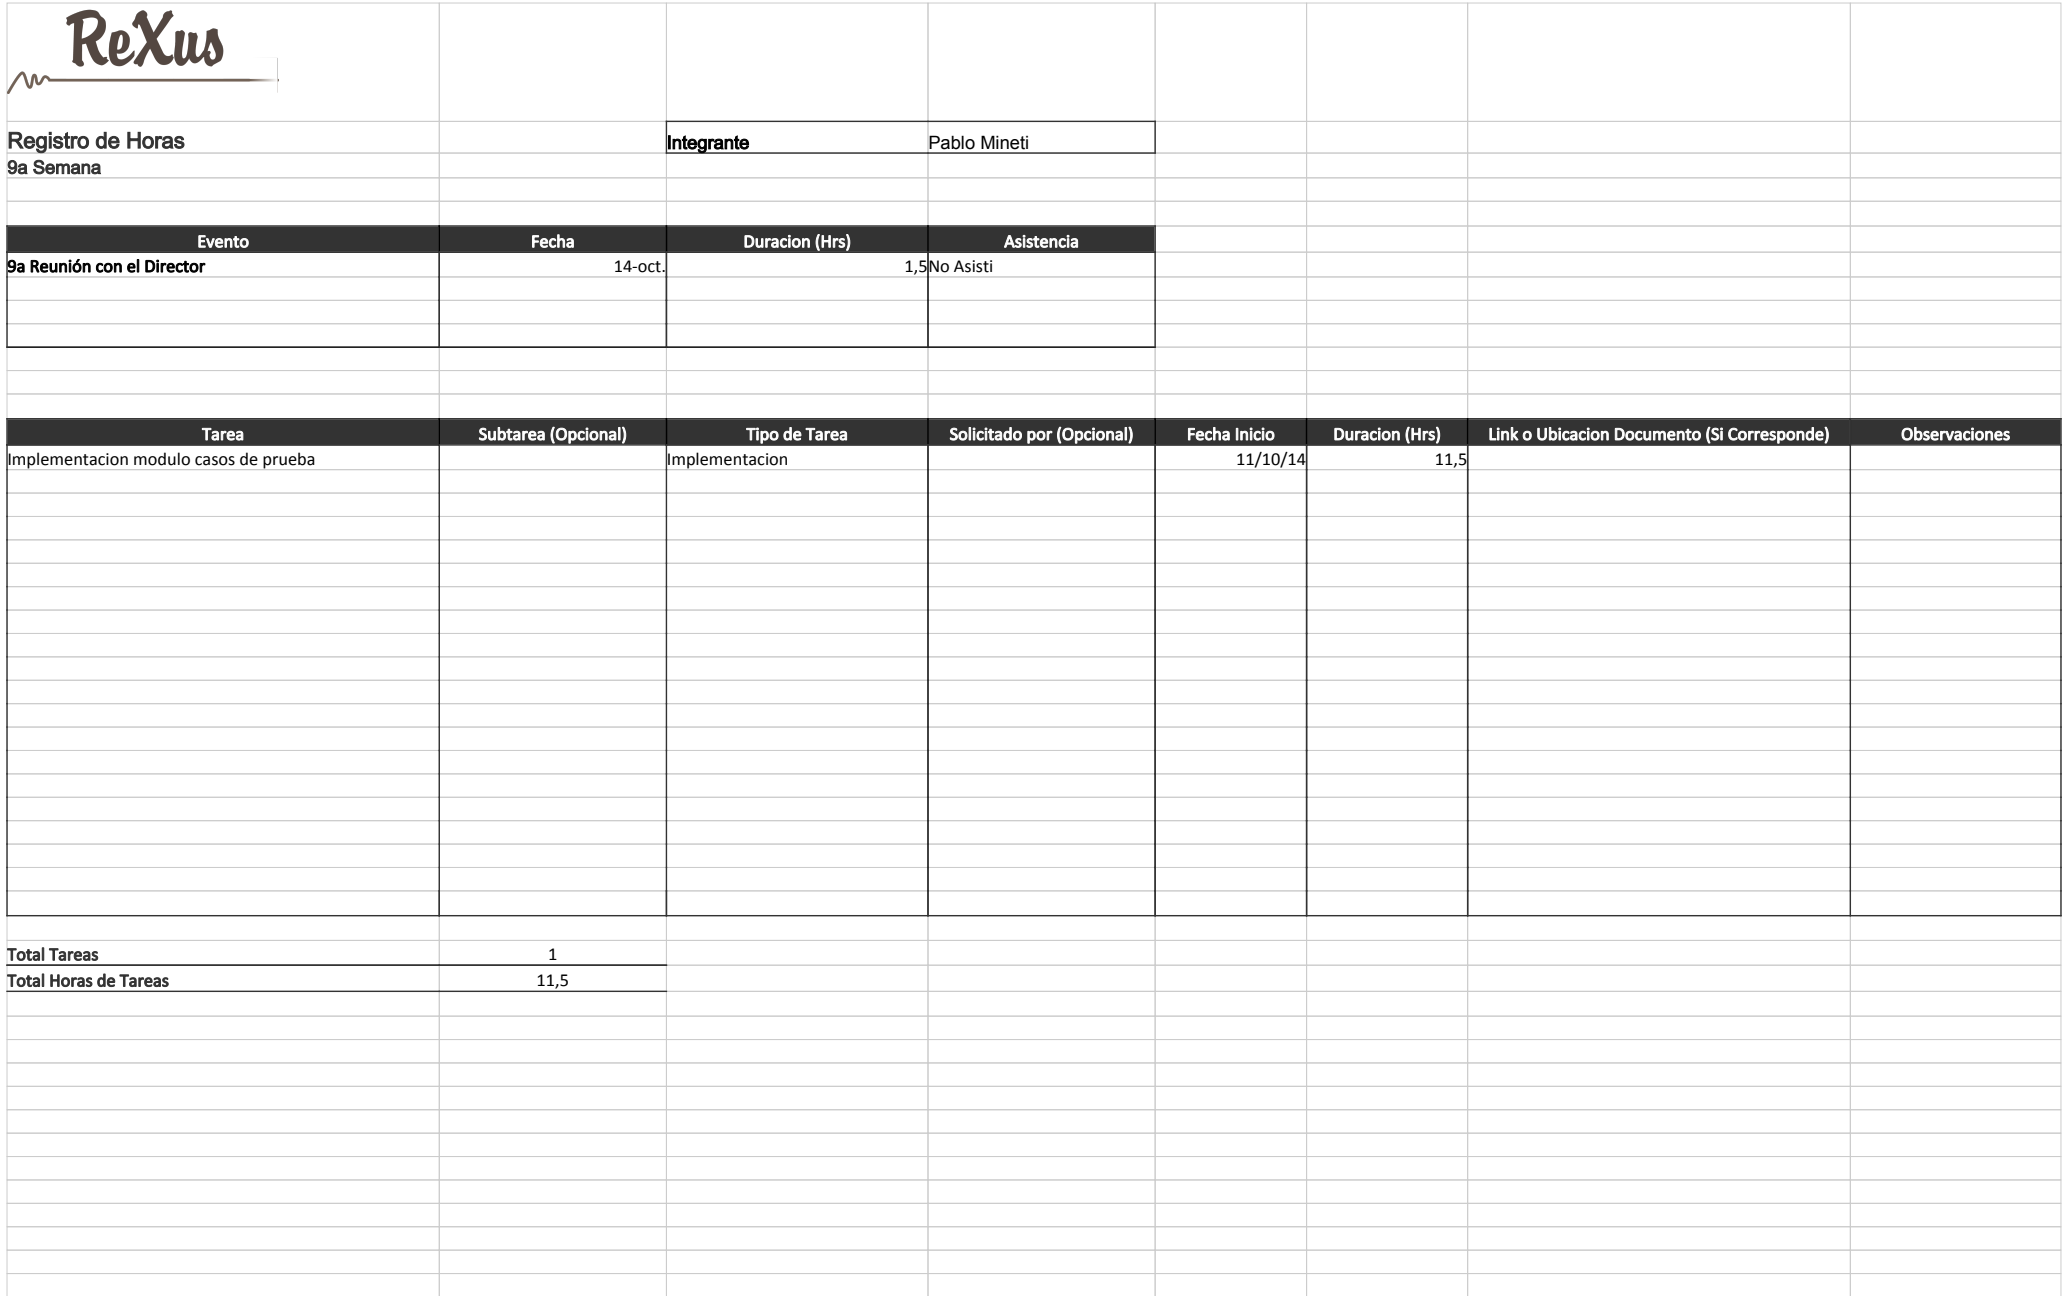 ReXus
Registro de Horas
Integrante Pablo Mineti
9a Semana
Evento Fecha Duracion (Hrs) Asistencia
9a Reunión con el Director 14-oct. 1,5 No Asisti
Tarea Subtarea (Opcional) Tipo de Tarea Solicitado por (Opcional) Fecha Inicio Duracion (Hrs) Link o Ubicacion Documento (Si Corresponde) Observaciones
Implementacion modulo casos de prueba Implementacion 11/10/14 11,5
Total Tareas 1
Total Horas de Tareas 11,5